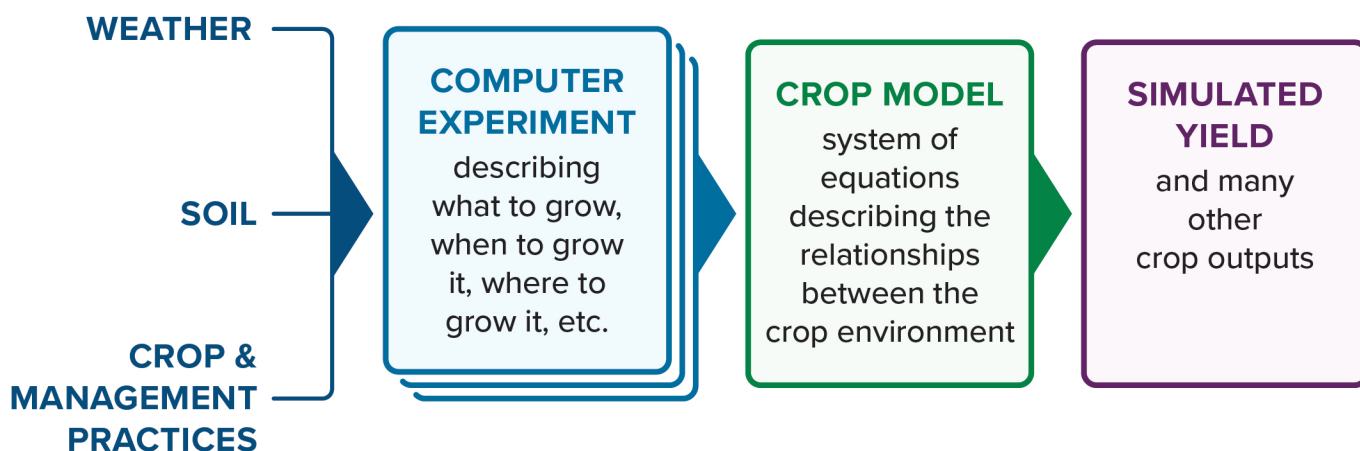 WEATHER
SOIL
CROP &
MANAGEMENT
PRACTICES
COMPUTER
EXPERIMENT
describing
what to grow,
when to grow
it, where to
grow it, etc.
CROP MODEL
system of
equations
describing the
relationships
between the
crop environment
SIMULATED
YIELD
and many
other
crop outputs